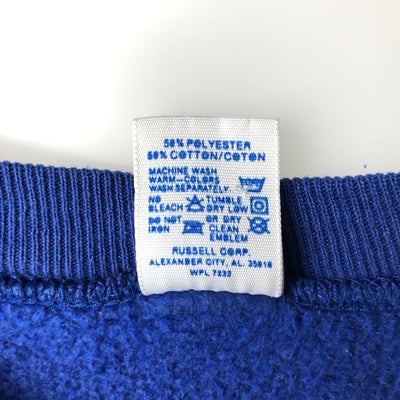 50% POLYESTER
50% COTTON/COTON
MACHINE WASH
WARM-COLORS
WASH SEPARATELY
NO BLEACH TUMBLE DRY LOW
DO NOT IRON OR DRY CLEAN EMBLEM
RUSSELL CORP.
ALEXANDER CITY, AL. 35010
WPL 7232